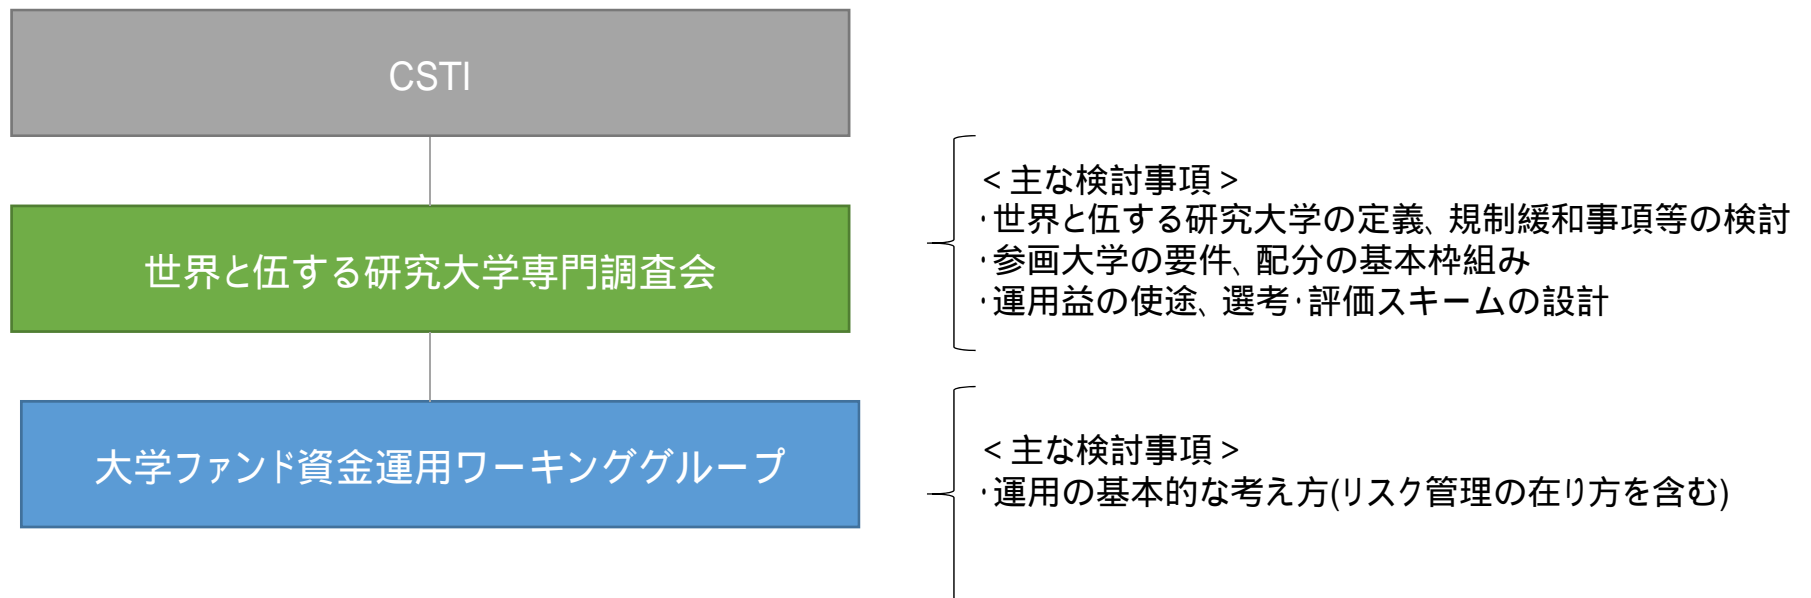 CSTI
世界と伍する研究大学専門調査会
<主な検討事項>
・世界と伍する研究大学の定義、規制緩和事項等の検討
・参画大学の要件、配分の基本枠組み
・運用益の使途、選考・評価スキームの設計
大学ファンド資金運用ワーキンググループ
<主な検討事項>
・運用の基本的な考え方(リスク管理の在り方を含む)